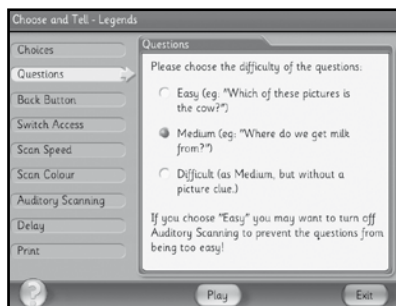 Choose and Tell - Legends
Choices
Questions
Back Button
Switch Access
Scan Speed
Scan Colour
Auditory Scanning
Delay
Print
Questions
Please choose the difficulty of the questions:
Easy (eg. "Which of these pictures is
the cow?")
Medium (eg: "Where do we get milk
from?")
Difficult (as Medium, but without a
picture clue.)
If you choose "Easy" you may want to turn off
Auditory Scanning to prevent the questions from
being too easy!
?
Play
Exit